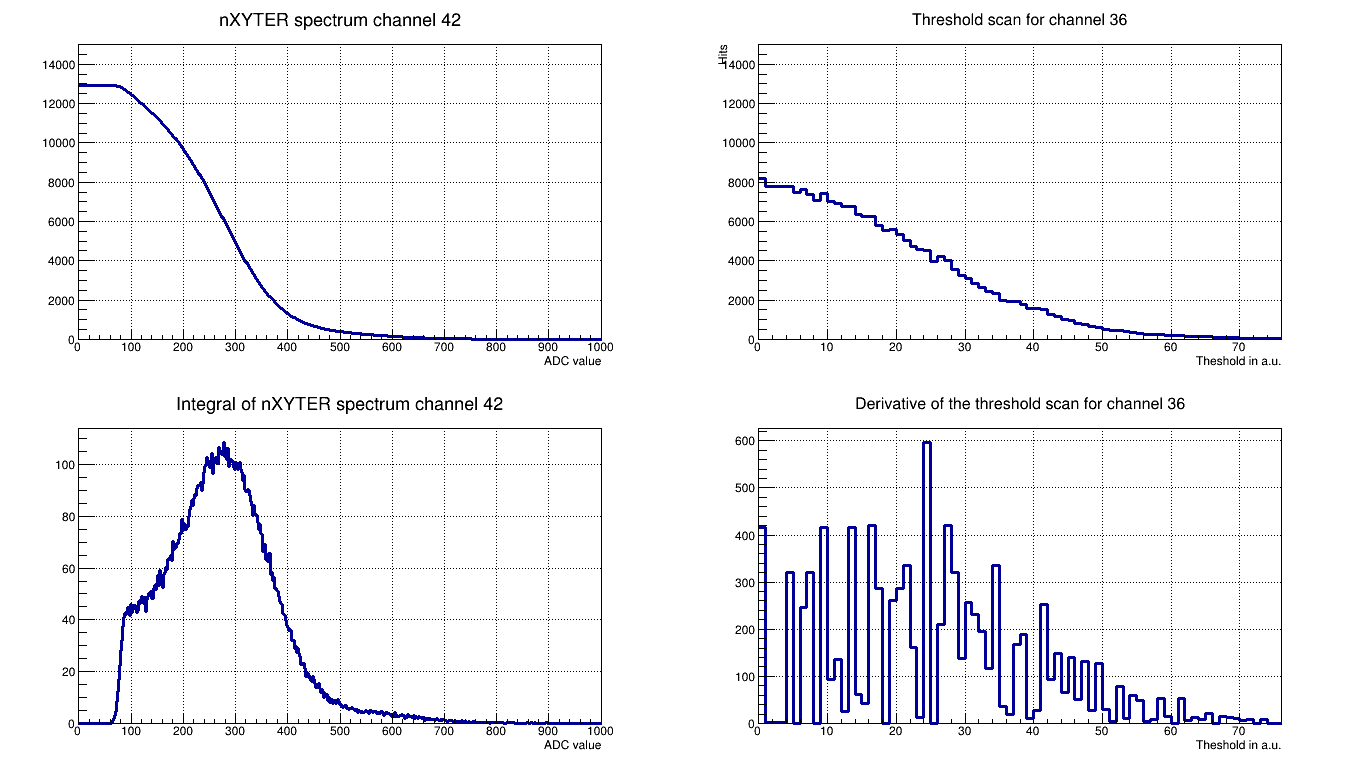 nXYTER spectrum channel 42
14000
12000
10000
8000
6000
4000
2000
0
0 100 200 300 400 500 600 700 800 900 1000
ADC value
Threshold scan for channel 36
Hits
14000
12000
10000
8000
6000
4000
2000
0
0 10 20 30 40 50 60 70
Theshold in a.u.
Integral of nXYTER spectrum channel 42
100
80
60
40
20
0
0 100 200 300 400 500 600 700 800 900 1000
ADC value
Derivative of the threshold scan for channel 36
600
500
400
300
200
100
0
0 10 20 30 40 50 60 70
Theshold in a.u.